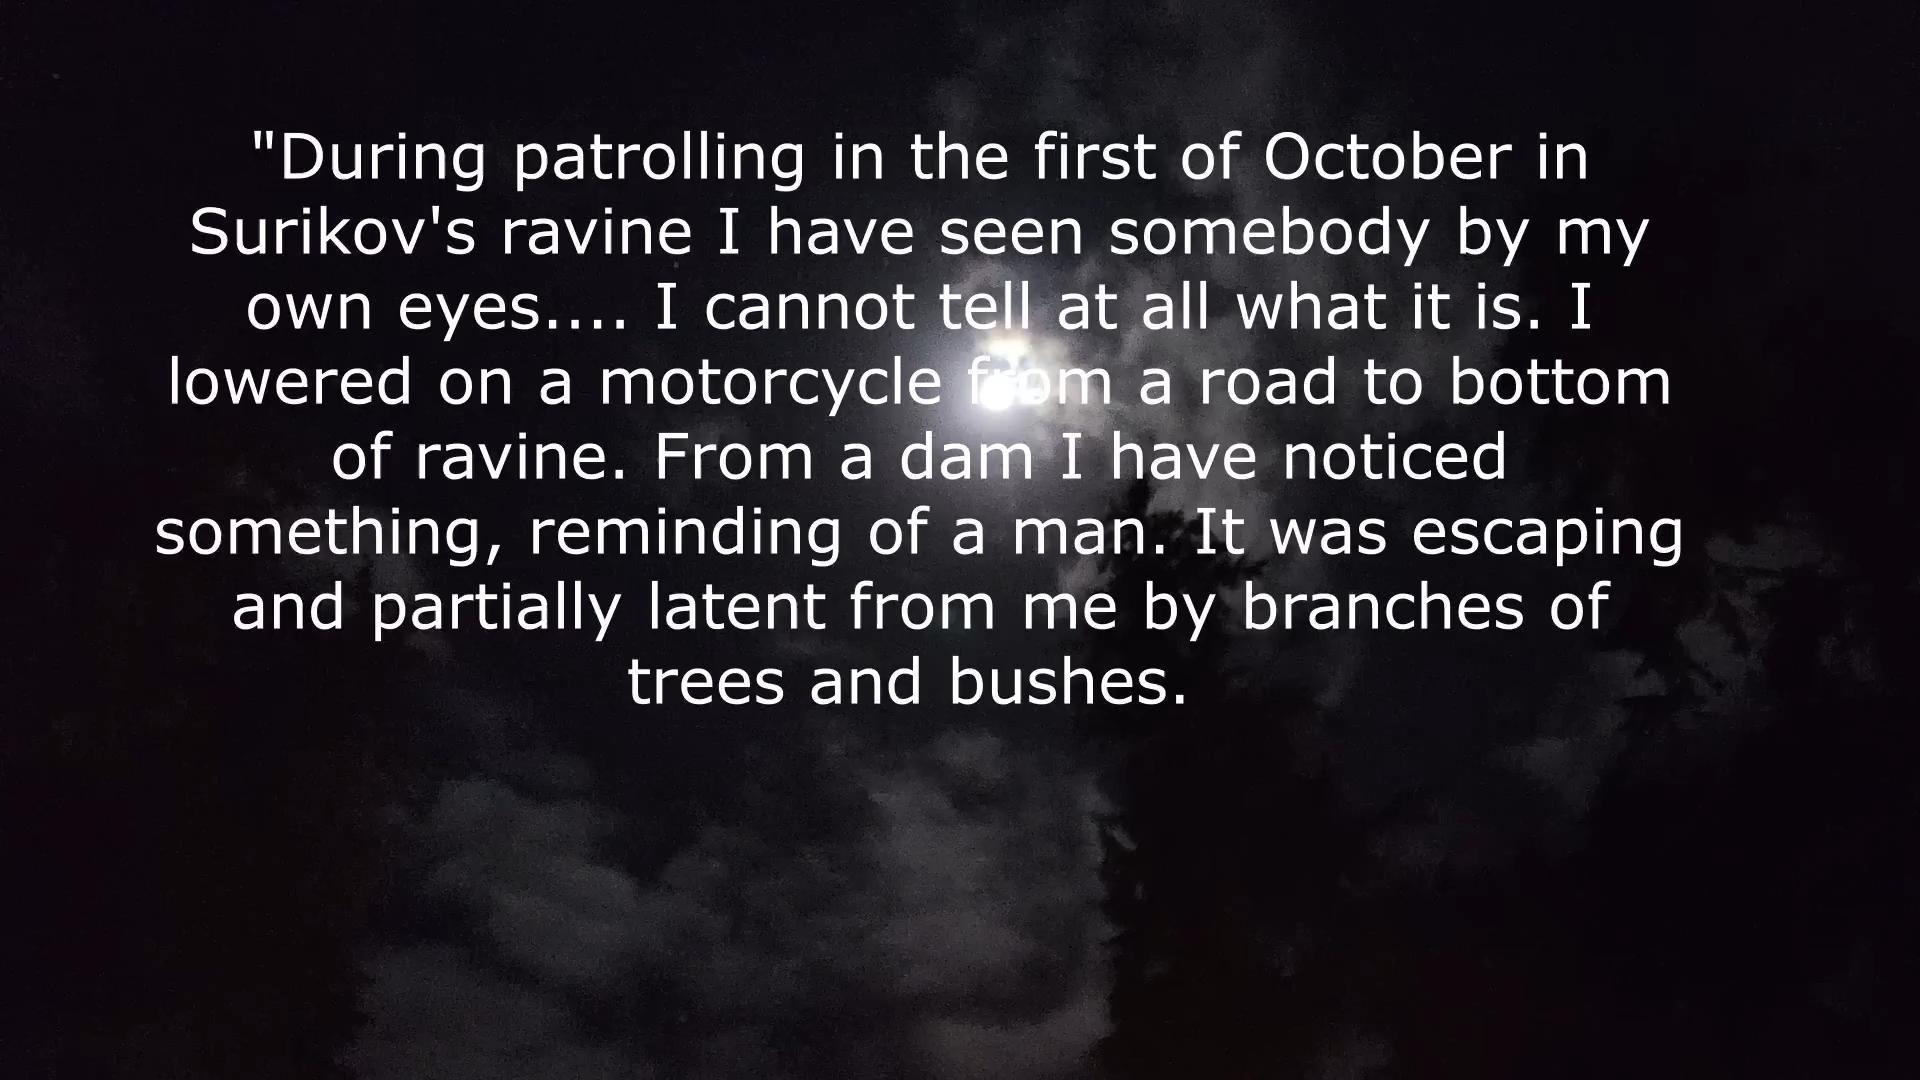 "During patrolling in the first of October in
Surikov's ravine I have seen somebody by my
own eyes.... I cannot tell at all what it is. I
lowered on a motorcycle from a road to bottom
of ravine. From a dam I have noticed
something, reminding of a man. It was escaping
and partially latent from me by branches of
trees and bushes.